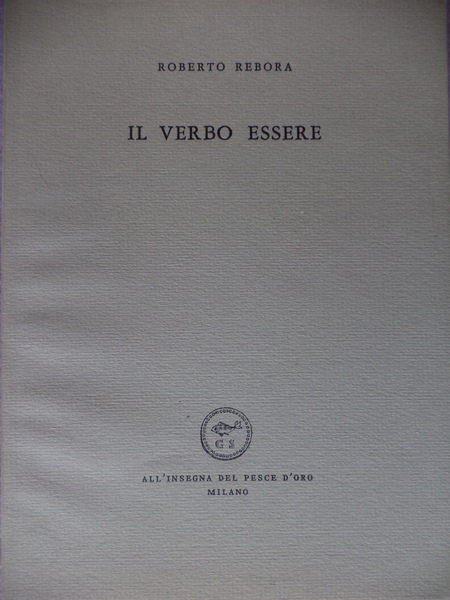 ROBERTO REBORA
IL VERBO ESSERE
G S
ALL'INSEGNA DEL PESCE D'ORO
MILANO